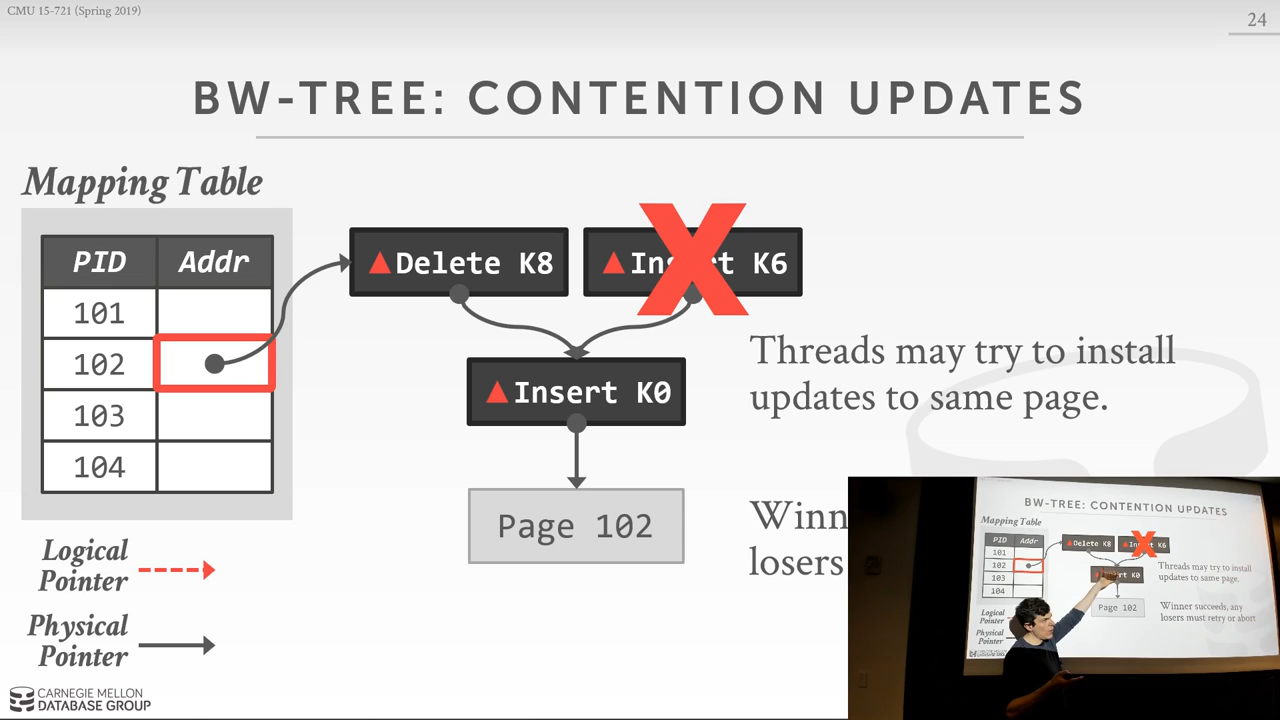 CMU 15-721 (Spring 2019)
24
BW-TREE: CONTENTION UPDATES
Mapping Table
PID Addr
101
102
103
104
▲Delete K8
▲Insert K6
▲Insert K0
Page 102
Threads may try to install
updates to same page.
Winn
losers
Logical
Pointer
Physical
Pointer
CARNEGIE MELLON
DATABASE GROUP
BW-TREE: CONTENTION UPDATES
Mapping Table
PID Addr
101
102
103
104
▲Delete K8
▲Insert K6
▲Insert K0
Page 102
Threads may try to install
updates to same page.
Winner succeeds, any
losers must retry or abort
Logical
Pointer
Physical
Pointer